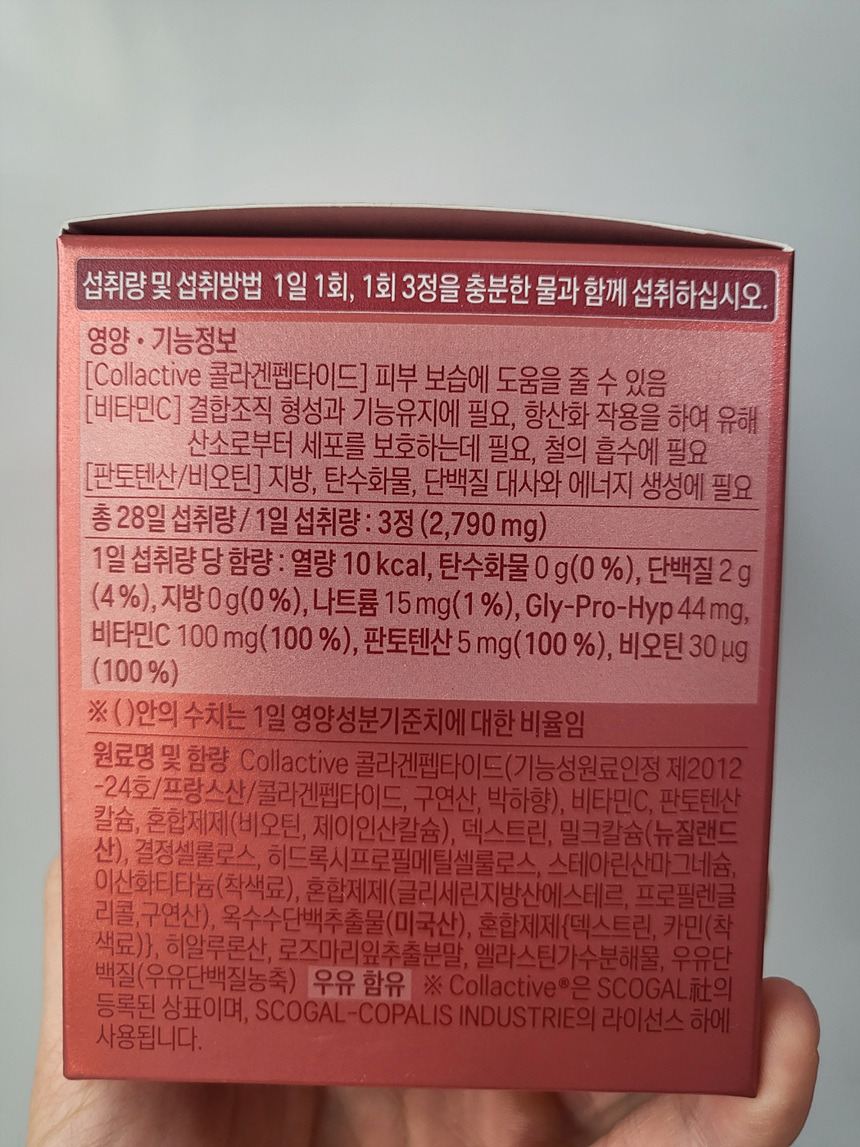 섭취량 및 섭취방법 1일 1회, 1회 3정을 충분한 물과 함께 섭취하십시오.
영양·기능정보
[Collactive 콜라겐펩타이드] 피부 보습에 도움을 줄 수 있음
[비타민C] 결합조직 형성과 기능유지에 필요, 항산화 작용을 하여 유해
산소로부터 세포를 보호하는데 필요, 철의 흡수에 필요
[판토텐산/비오틴] 지방, 탄수화물, 단백질 대사와 에너지 생성에 필요
총 28일 섭취량 / 1일 섭취량 : 3정 (2,790 mg)
1일 섭취량 당 함량 : 열량 10 kcal, 탄수화물 0 g(0 %), 단백질 2 g
(4 %), 지방 0 g(0 %), 나트륨 15 mg(1 %), Gly-Pro-Hyp 44 mg,
비타민C 100 mg(100 %), 판토텐산 5 mg(100 %), 비오틴 30 μg
(100 %)
※ ( )안의 수치는 1일 영양성분기준치에 대한 비율임
원료명 및 함량 Collactive 콜라겐펩타이드(기능성원료인정 제2012
-24호/프랑스산/콜라겐펩타이드, 구연산, 박하향), 비타민C, 판토텐산
칼슘, 혼합제제(비오틴, 제이인산칼슘), 덱스트린, 밀크칼슘(뉴질랜드
산), 결정셀룰로스, 히드록시프로필메틸셀룰로스, 스테아린산마그네슘,
이산화티타늄(착색료), 혼합제제(글리세린지방산에스테르, 프로필렌글
리콜,구연산), 옥수수단백추출물(미국산), 혼합제제{덱스트린, 카민(착
색료)}, 히알루론산, 로즈마리잎추출분말, 엘라스틴가수분해물, 우유단
백질(우유단백질농축) 우유 함유 ※ Collactive®은 SCOGAL社의
등록된 상표이며, SCOGAL-COPALIS INDUSTRIE의 라이선스 하에
사용됩니다.